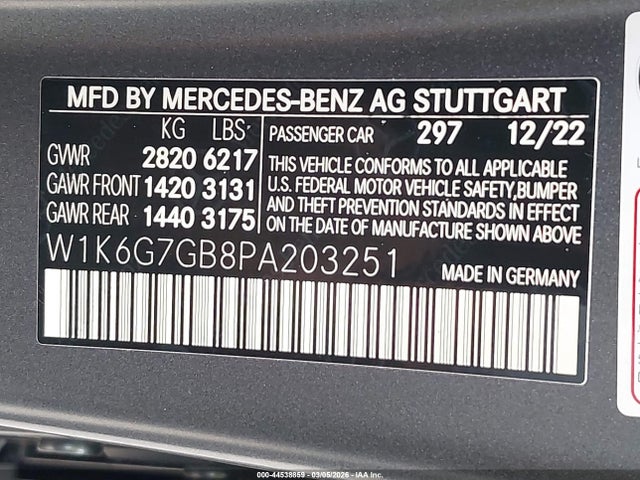 MFD BY MERCEDES-BENZ AG STUTTGART
KG LBS
GVWR 2820 6217
GAWR FRONT 1420 3131
GAWR REAR 1440 3175
PASSENGER CAR 297 12/22
THIS VEHICLE CONFORMS TO ALL APPLICABLE
U.S. FEDERAL MOTOR VEHICLE SAFETY,BUMPER
AND THEFT PREVENTION STANDARDS IN EFFECT
ON THE DATE OF MANUFACTURE SHOWN ABOVE
W1K6G7GB8PA203251
MADE IN GERMANY
000-44538859 | 03/05/2026 | IAA Inc.